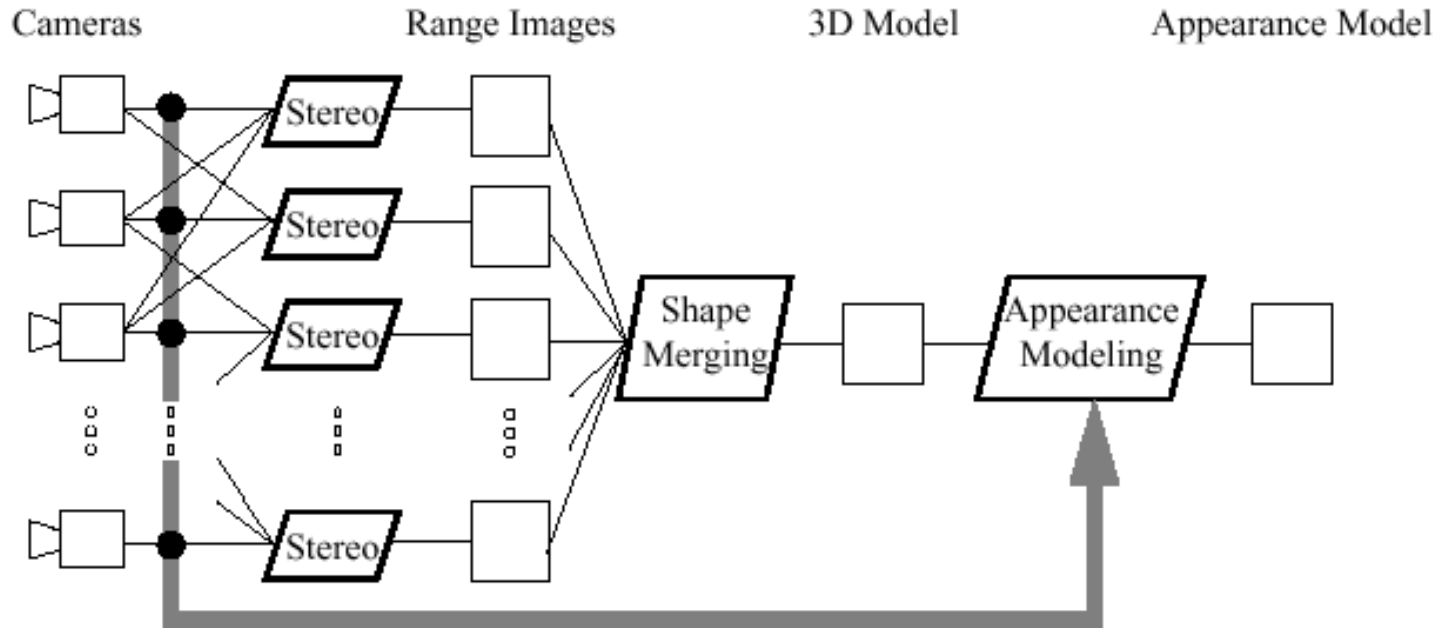 Cameras
Range Images
3D Model
Appearance Model
Stereo
Stereo
Stereo
Stereo
Shape
Merging
Appearance
Modeling